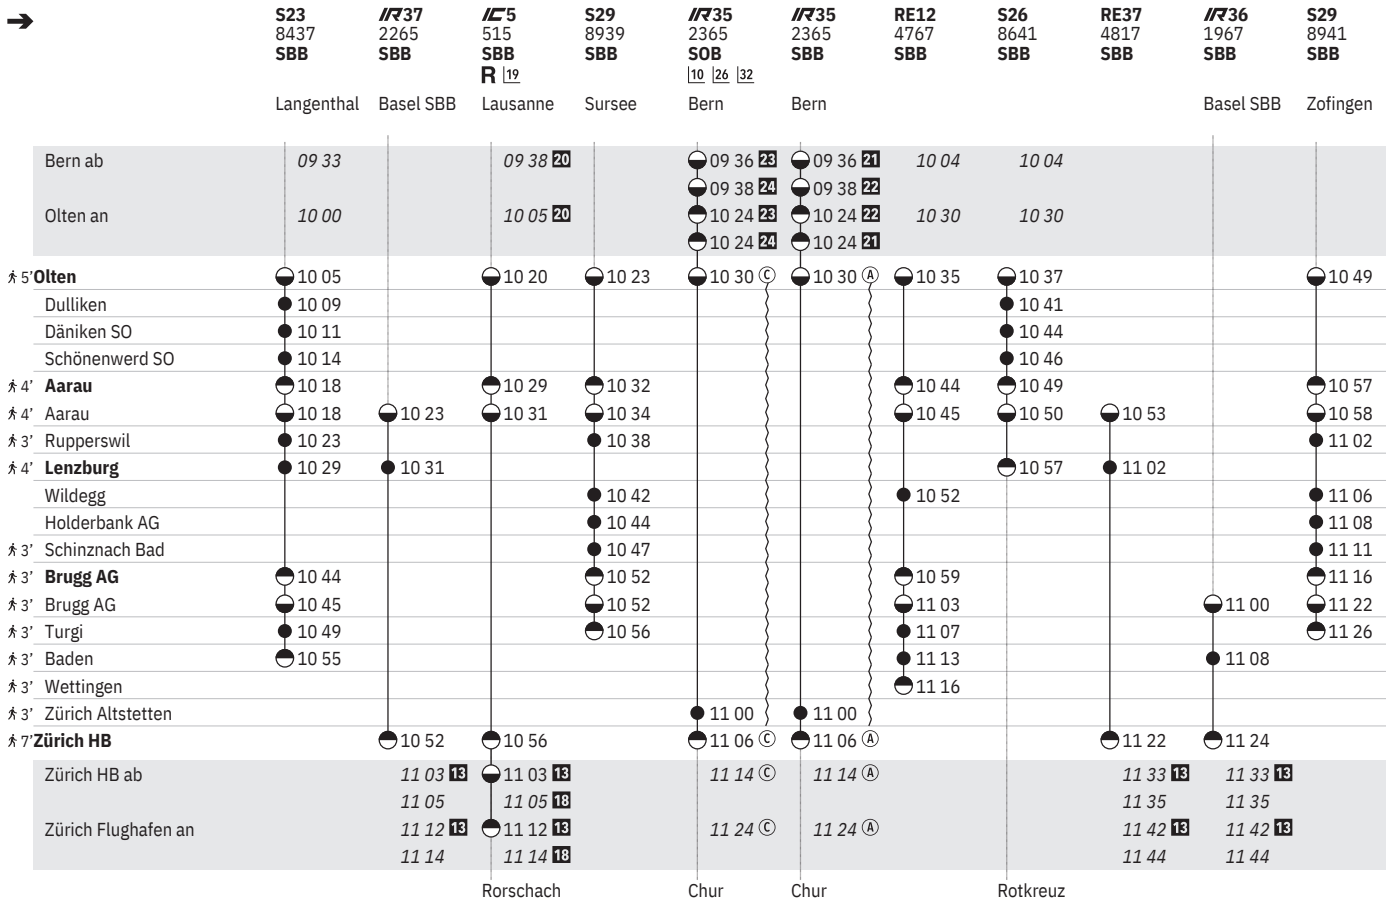 S23 IR37 IC5 S29 IR35 IR35 RE12 S26 RE37 IR36 S29
8437 2265 515 8939 2365 2365 4767 8641 4817 1967 8941
SBB SBB SBB SBB SOB SBB SBB SBB SBB SBB SBB
R 19 10 26 32
Langenthal Basel SBB Lausanne Sursee Bern Bern Basel SBB Zofingen
Bern ab 09 33 09 38 20 09 36 23 09 36 21 10 04 10 04
09 38 24 09 38 22
Olten an 10 00 10 05 20 10 24 23 10 24 22 10 30 10 30
10 24 24 10 24 21
5’ Olten 10 05 10 20 10 23 10 30 C 10 30 A 10 35 10 37 10 49
Dulliken 10 09 10 41
Däniken SO 10 11 10 44
Schönenwerd SO 10 14 10 46
4’ Aarau 10 18 10 29 10 32 10 44 10 49 10 57
4’ Aarau 10 18 10 23 10 31 10 34 10 45 10 50 10 53 10 58
3’ Rupperswil 10 23 10 38 11 02
4’ Lenzburg 10 29 10 31 10 57 11 02
Wildegg 10 42 10 52 11 06
Holderbank AG 10 44 11 08
3’ Schinznach Bad 10 47 11 11
3’ Brugg AG 10 44 10 52 10 59 11 16
3’ Brugg AG 10 45 10 52 11 03 11 00 11 22
3’ Turgi 10 49 10 56 11 07 11 26
3’ Baden 10 55 11 13 11 08
3’ Wettingen 11 16
3’ Zürich Altstetten 11 00 11 00
7’ Zürich HB 10 52 10 56 11 06 C 11 06 A 11 22 11 24
Zürich HB ab 11 03 13 11 03 13 11 14 C 11 14 A 11 33 13 11 33 13
11 05 11 05 18 11 35 11 35
Zürich Flughafen an 11 12 13 11 12 13 11 24 C 11 24 A 11 42 13 11 42 13
11 14 11 14 18 11 44 11 44
Rorschach Chur Chur Rotkreuz